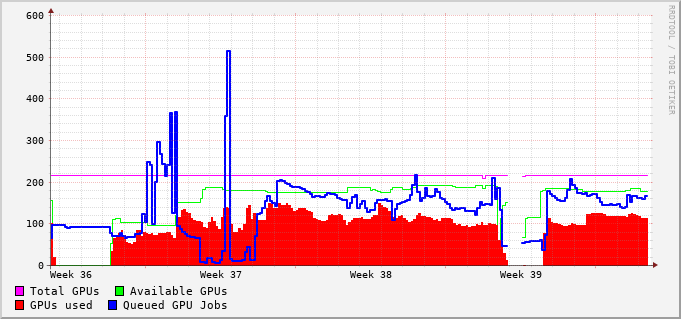 600
500
400
300
200
100
0
Week 36 Week 37 Week 38 Week 39
Total GPUs Available GPUs
GPUs used Queued GPU Jobs
RRDTOOL / TOBI OETIKER